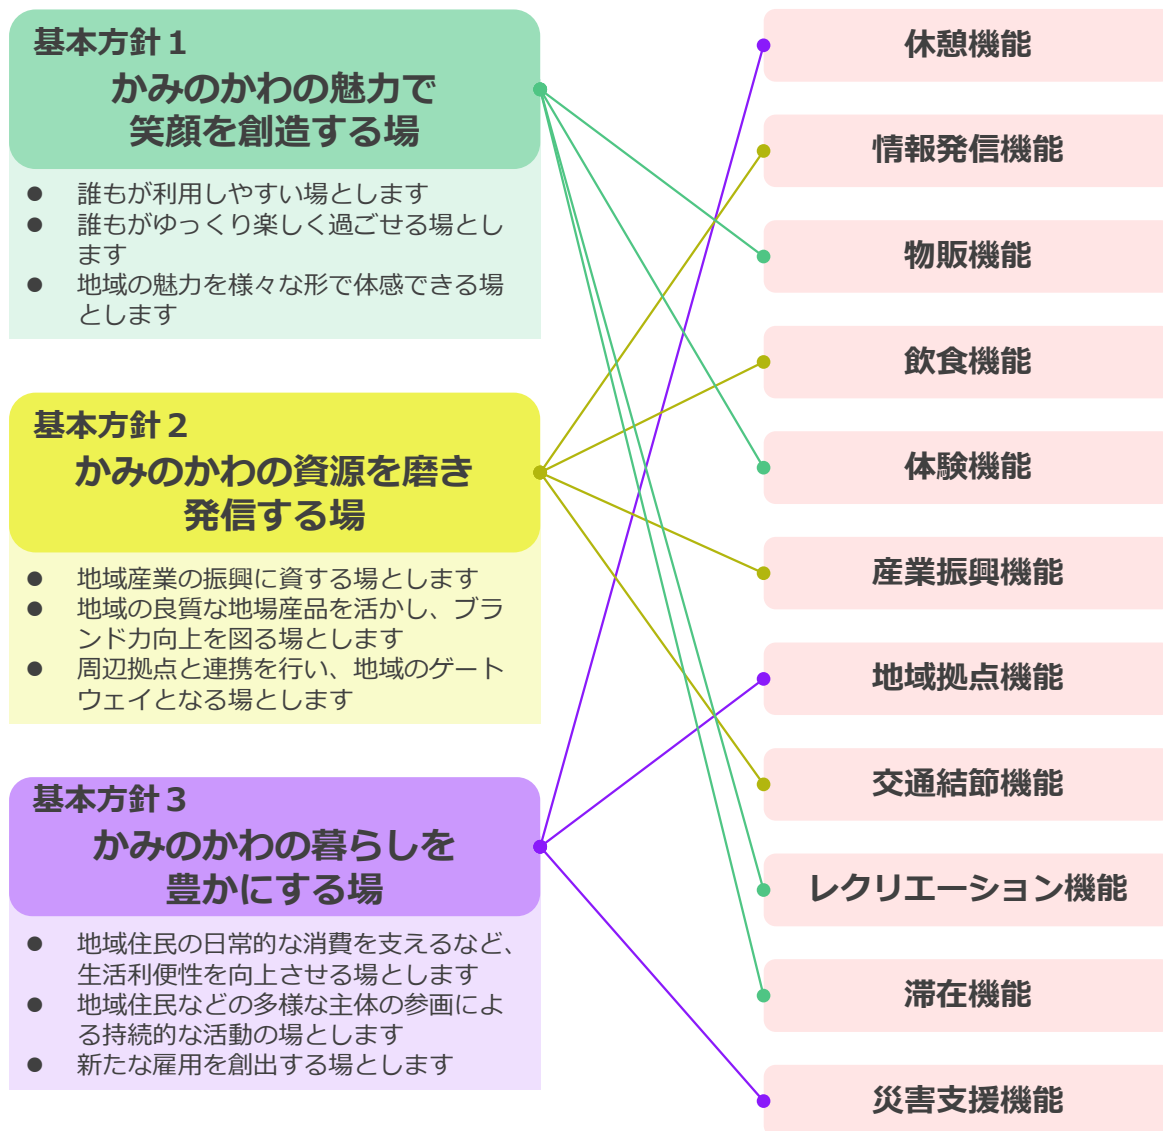 基本方針１
かみのかわの魅力で
笑顔を創造する場
● 誰もが利用しやすい場とします
● 誰もがゆっくり楽しく過ごせる場とし
ます
● 地域の魅力を様々な形で体感できる場
とします
基本方針２
かみのかわの資源を磨き
発信する場
● 地域産業の振興に資する場とします
● 地域の良質な地場産品を活かし、ブラ
ンド力向上を図る場とします
● 周辺拠点と連携を行い、地域のゲート
ウェイとなる場とします
基本方針３
かみのかわの暮らしを
豊かにする場
● 地域住民の日常的な消費を支えるなど、
生活利便性を向上させる場とします
● 地域住民などの多様な主体の参画によ
る持続的な活動の場とします
● 新たな雇用を創出する場とします
休憩機能
情報発信機能
物販機能
飲食機能
体験機能
産業振興機能
地域拠点機能
交通結節機能
レクリエーション機能
滞在機能
災害支援機能